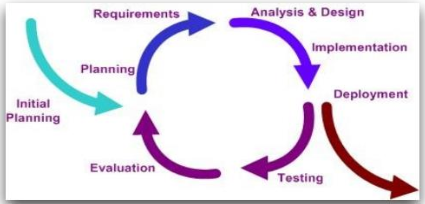 Requirements
Analysis & Design
Implementation
Planning
Deployment
Initial
Planning
Evaluation
Testing